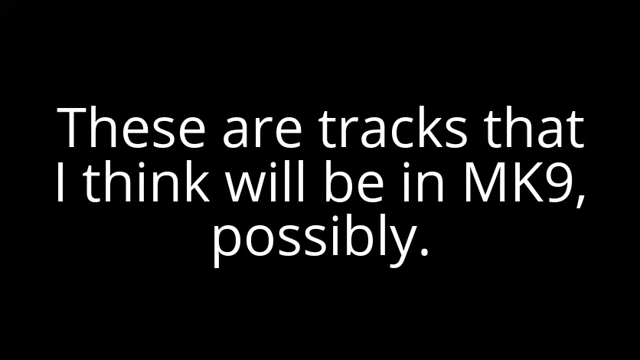 These are tracks that
I think will be in MK9,
possibly.